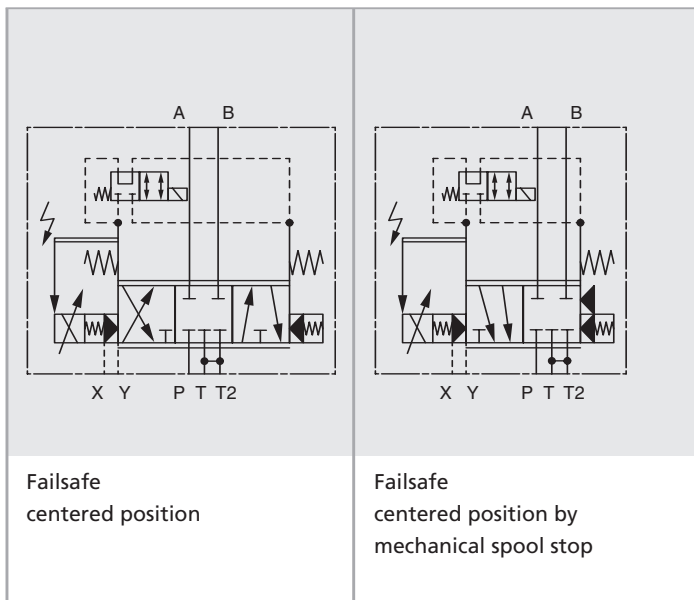 A B
X Y P T T2
Failsafe
centered position
A B
X Y P T T2
Failsafe
centered position by
mechanical spool stop